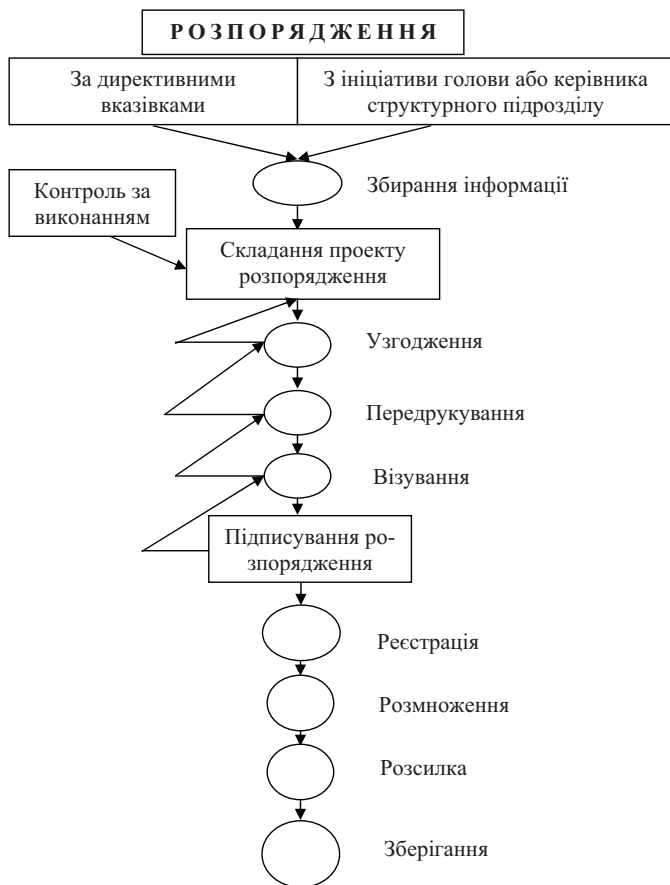 РОЗПОРЯДЖЕННЯ
За директивними
вказівками
З ініціативи голови або керівника
структурного підрозділу
Збирання інформації
Контроль за
виконанням
Складання проекту
розпорядження
Узгодження
Передрукування
Візування
Підписування ро-
зпорядження
Реєстрація
Розмноження
Розсилка
Зберігання